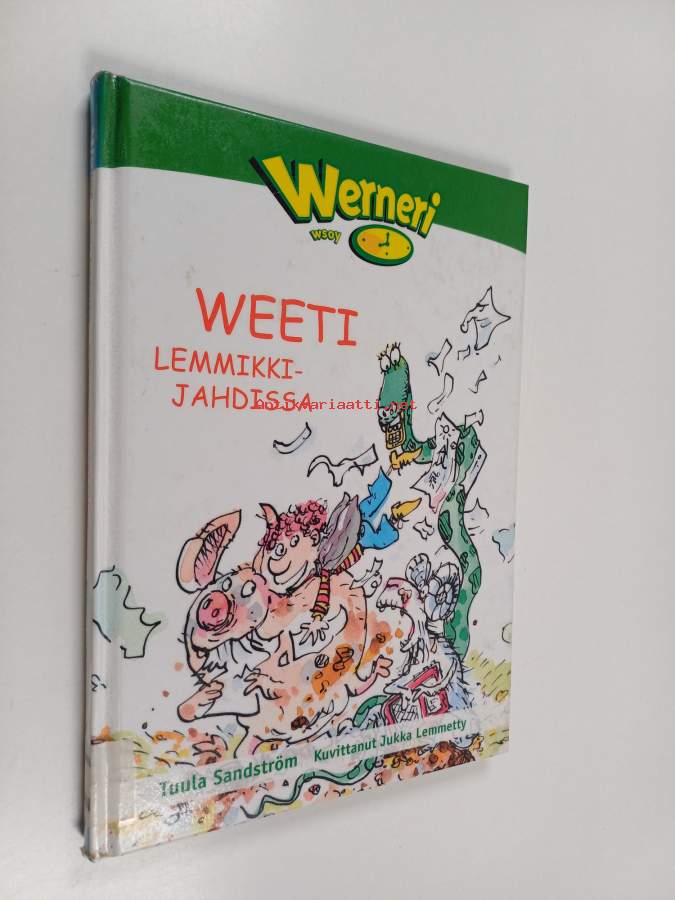 Werneri
wsoy
WEETI
LEMMIKKI-
JAHDISSA
antikvariaatti.net
Tuula Sandström Kuvittanut Jukka Lemmetty